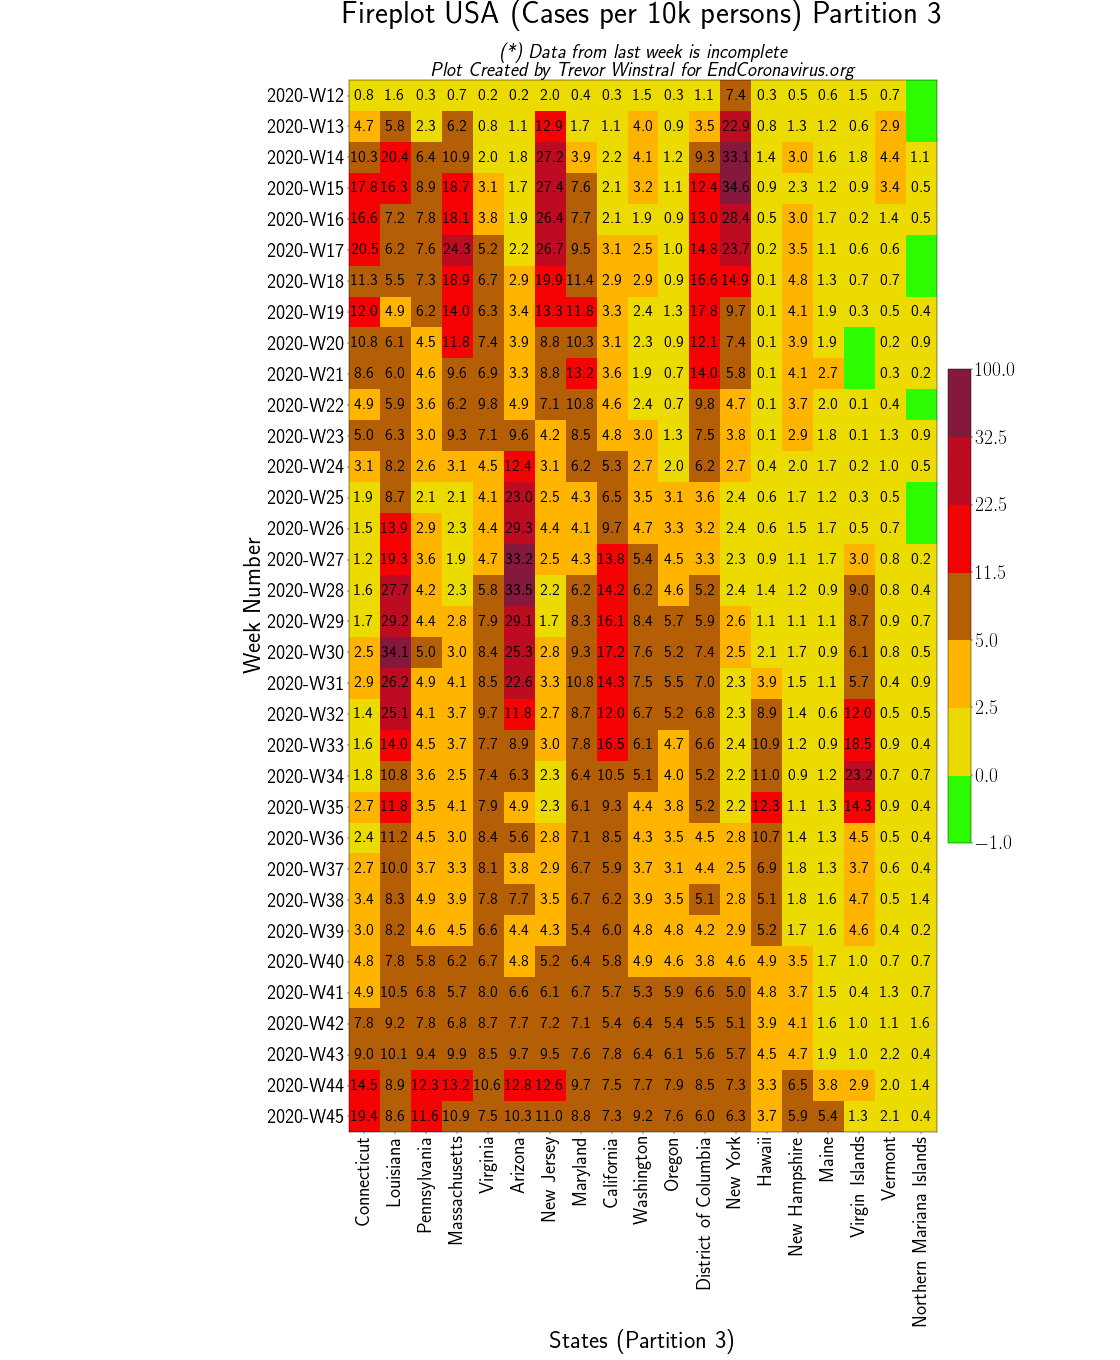 Fireplot USA (Cases per 10k persons) Partition 3
(*) Data from last week is incomplete
Plot Created by Trevor Winstral for EndCoronavirus.org
2020-W12 0.8 1.6 0.3 0.7 0.2 0.2 2.0 0.4 0.3 1.5 0.3 1.1 7.4 0.3 0.5 0.6 1.5 0.7
2020-W13 4.7 5.8 2.3 6.2 0.8 1.1 12.9 1.7 1.1 4.0 0.9 3.5 22.9 0.8 1.3 1.2 0.6 2.9
2020-W14 10.3 20.4 6.4 10.9 2.0 1.8 27.2 3.9 2.2 4.1 1.2 9.3 33.1 1.4 3.0 1.6 1.8 4.4 1.1
2020-W15 17.8 16.3 8.9 18.7 3.1 1.7 27.4 7.6 2.1 3.2 1.1 12.4 34.6 0.9 2.3 1.2 0.9 3.4 0.5
2020-W16 16.6 7.2 7.8 18.1 3.8 1.9 26.4 7.7 2.1 1.9 0.9 13.0 28.4 0.5 3.0 1.7 0.2 1.4 0.5
2020-W17 20.5 6.2 7.6 24.3 5.2 2.2 26.7 9.5 3.1 2.5 1.0 14.8 23.7 0.2 3.5 1.1 0.6 0.6
2020-W18 11.3 5.5 7.3 18.9 6.7 2.9 19.9 11.4 2.9 2.9 0.9 16.6 14.9 0.1 4.8 1.3 0.7 0.7
2020-W19 12.0 4.9 6.2 14.0 6.3 3.4 13.3 11.8 3.3 2.4 1.3 17.8 9.7 0.1 4.1 1.9 0.3 0.5 0.4
2020-W20 10.8 6.1 4.5 11.8 7.4 3.9 8.8 10.3 3.1 2.3 0.9 12.1 7.4 0.1 3.9 1.9 0.2 0.9
2020-W21 8.6 6.0 4.6 9.6 6.9 3.3 8.8 13.2 3.6 1.9 0.7 14.0 5.8 0.1 4.1 2.7 0.3 0.2
2020-W22 4.9 5.9 3.6 6.2 9.8 4.9 7.1 10.8 4.6 2.4 0.7 9.8 4.7 0.1 3.7 2.0 0.1 0.4
2020-W23 5.0 6.3 3.0 9.3 7.1 9.6 4.2 8.5 4.8 3.0 1.3 7.5 3.8 0.1 2.9 1.8 0.1 1.3 0.9
2020-W24 3.1 8.2 2.6 3.1 4.5 12.4 3.1 6.2 5.3 2.7 2.0 6.2 2.7 0.4 2.0 1.7 0.2 1.0 0.5
2020-W25 1.9 8.7 2.1 2.1 4.1 23.0 2.5 4.3 6.5 3.5 3.1 3.6 2.4 0.6 1.7 1.2 0.3 0.5
2020-W26 1.5 13.9 2.9 2.3 4.4 29.3 4.4 4.1 9.7 4.7 3.3 3.2 2.4 0.6 1.5 1.7 0.5 0.7
2020-W27 1.2 19.3 3.6 1.9 4.7 33.2 2.5 4.3 13.8 5.4 4.5 3.3 2.3 0.9 1.1 1.7 3.0 0.8 0.2
2020-W28 1.6 27.7 4.2 2.3 5.8 33.5 2.2 6.2 14.2 6.2 4.6 5.2 2.4 1.4 1.2 0.9 9.0 0.8 0.4
2020-W29 1.7 29.2 4.4 2.8 7.9 29.1 1.7 8.3 16.1 8.4 5.7 5.9 2.6 1.1 1.1 1.1 8.7 0.9 0.7
2020-W30 2.5 34.1 5.0 3.0 8.4 25.3 2.8 9.3 17.2 7.6 5.2 7.4 2.5 2.1 1.7 0.9 6.1 0.8 0.5
2020-W31 2.9 26.2 4.9 4.1 8.5 22.6 3.3 10.8 14.3 7.5 5.5 7.0 2.3 3.9 1.5 1.1 5.7 0.4 0.9
2020-W32 1.4 25.1 4.1 3.7 9.7 11.8 2.7 8.7 12.0 6.7 5.2 6.8 2.3 8.9 1.4 0.6 12.0 0.5 0.5
2020-W33 1.6 14.0 4.5 3.7 7.7 8.9 3.0 7.8 16.5 6.1 4.7 6.6 2.4 10.9 1.2 0.9 18.5 0.9 0.4
2020-W34 1.8 10.8 3.6 2.5 7.4 6.3 2.3 6.4 10.5 5.1 4.0 5.2 2.2 11.0 0.9 1.2 23.2 0.7 0.7
2020-W35 2.7 11.8 3.5 4.1 7.9 4.9 2.3 6.1 9.3 4.4 3.8 5.2 2.2 12.3 1.1 1.3 14.3 0.9 0.4
2020-W36 2.4 11.2 4.5 3.0 8.4 5.6 2.8 7.1 8.5 4.3 3.5 4.5 2.8 10.7 1.4 1.3 4.5 0.5 0.4
2020-W37 2.7 10.0 3.7 3.3 8.1 3.8 2.9 6.7 5.9 3.7 3.1 4.4 2.5 6.9 1.8 1.3 3.7 0.6 0.4
2020-W38 3.4 8.3 4.9 3.9 7.8 7.7 3.5 6.7 6.2 3.9 3.5 5.1 2.8 5.1 1.8 1.6 4.7 0.5 1.4
2020-W39 3.0 8.2 4.6 4.5 6.6 4.4 4.3 5.4 6.0 4.8 4.8 4.2 2.9 5.2 1.7 1.6 4.6 0.4 0.2
2020-W40 4.8 7.8 5.8 6.2 6.7 4.8 5.2 6.4 5.8 4.9 4.6 3.8 4.6 4.9 3.5 1.7 1.0 0.7 0.7
2020-W41 4.9 10.5 6.8 5.7 8.0 6.6 6.1 6.7 5.7 5.3 5.9 6.6 5.0 4.8 3.7 1.5 0.4 1.3 0.7
2020-W42 7.8 9.2 7.8 6.8 8.7 7.7 7.2 7.1 5.4 6.4 5.4 5.5 5.1 3.9 4.1 1.6 1.0 1.1 1.6
2020-W43 9.0 10.1 9.4 9.9 8.5 9.7 9.5 7.6 7.8 6.4 6.1 5.6 5.7 4.5 4.7 1.9 1.0 2.2 0.4
2020-W44 14.5 8.9 12.3 13.2 10.6 12.8 12.6 9.7 7.5 7.7 7.9 8.5 7.3 3.3 6.5 3.8 2.9 2.0 1.4
2020-W45 19.4 8.6 11.6 10.9 7.5 10.3 11.0 8.8 7.3 9.2 7.6 6.0 6.3 3.7 5.9 5.4 1.3 2.1 0.4
Week Number
Connecticut
Louisiana
Pennsylvania
Massachusetts
Virginia
Arizona
New Jersey
Maryland
California
Washington
Oregon
District of Columbia
New York
Hawaii
New Hampshire
Maine
Virgin Islands
Vermont
Northern Mariana Islands
States (Partition 3)
100.0
32.5
22.5
11.5
5.0
2.5
0.0
−1.0